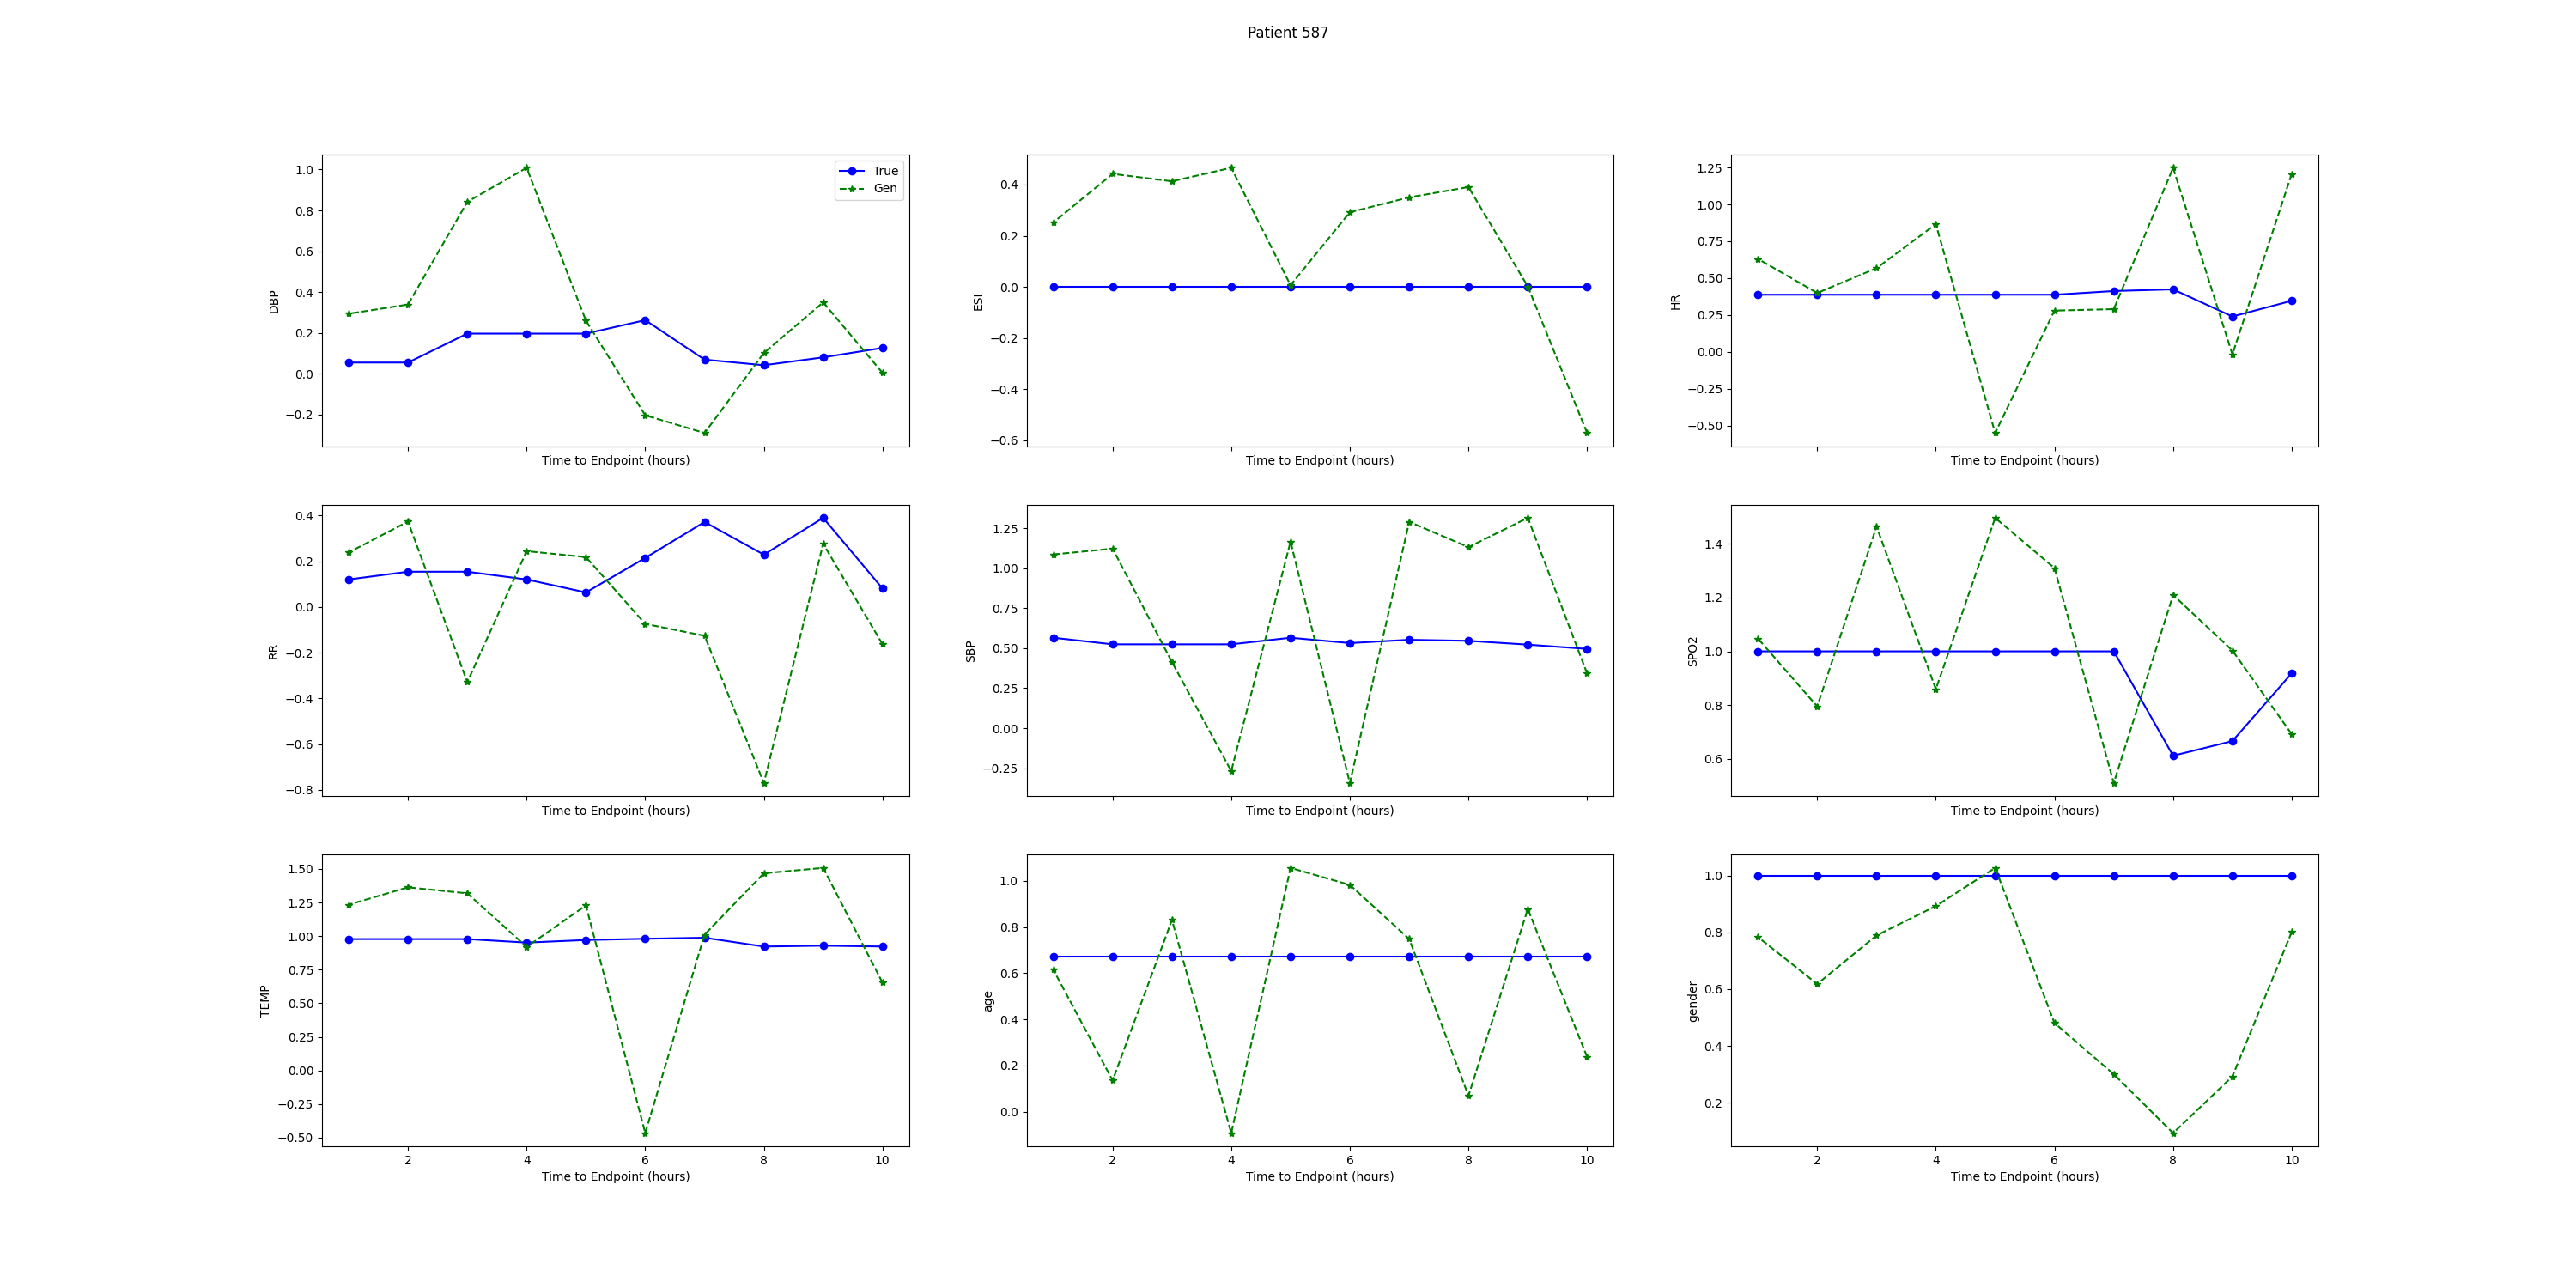 Patient 587
1.0
0.8
0.6
0.4
0.2
0.0
−0.2
DBP
True
Gen
Time to Endpoint (hours)
0.4
0.2
0.0
−0.2
−0.4
−0.6
ESI
Time to Endpoint (hours)
1.25
1.00
0.75
0.50
0.25
0.00
−0.25
−0.50
HR
Time to Endpoint (hours)
0.4
0.2
0.0
−0.2
−0.4
−0.6
−0.8
RR
Time to Endpoint (hours)
1.25
1.00
0.75
0.50
0.25
0.00
−0.25
SBP
Time to Endpoint (hours)
1.4
1.2
1.0
0.8
0.6
SPO2
Time to Endpoint (hours)
1.50
1.25
1.00
0.75
0.50
0.25
0.00
−0.25
−0.50
TEMP
2 4 6 8 10
Time to Endpoint (hours)
1.0
0.8
0.6
0.4
0.2
0.0
age
2 4 6 8 10
Time to Endpoint (hours)
1.0
0.8
0.6
0.4
0.2
gender
2 4 6 8 10
Time to Endpoint (hours)